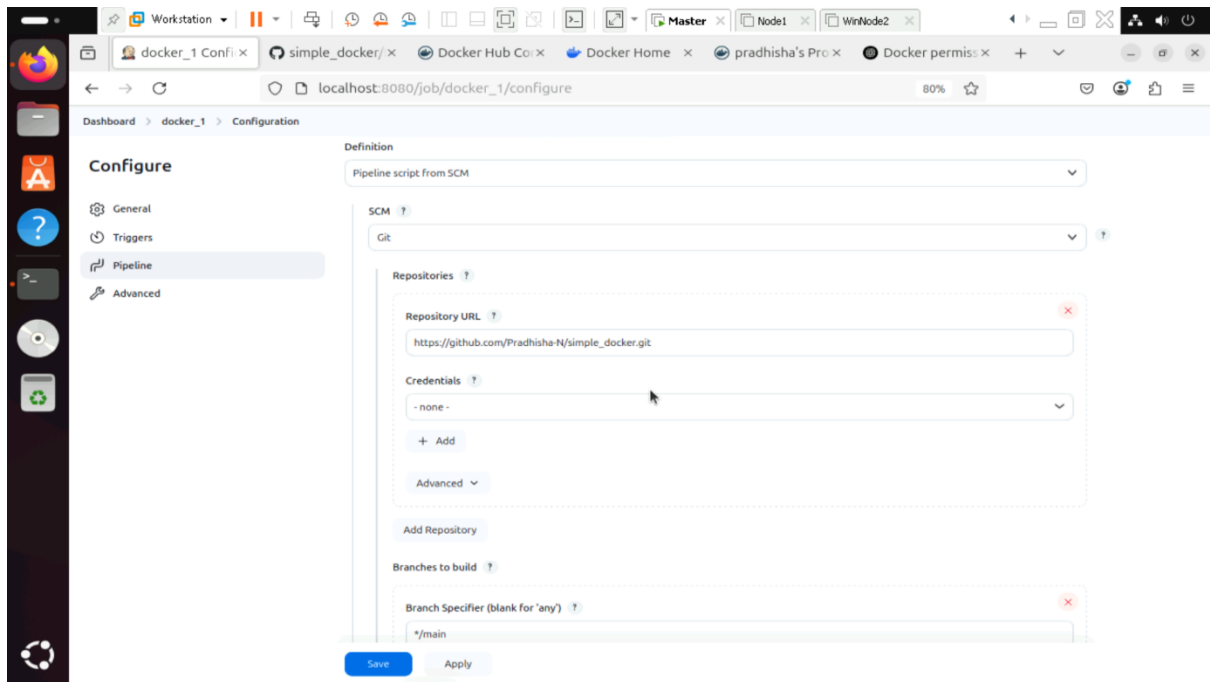 Workstation
Master
Node1
WinNode2
docker_1 Confi
simple_docker/
Docker Hub Co
Docker Home
pradhisha's Pro
Docker permiss
localhost:8080/job/docker_1/configure
80%
Dashboard > docker_1 > Configuration
Configure
General
Triggers
Pipeline
Advanced
Definition
Pipeline script from SCM
SCM ?
Git
?
Repositories ?
Repository URL ?
https://github.com/Pradhisha-N/simple_docker.git
Credentials ?
- none -
+ Add
Advanced
Add Repository
Branches to build ?
Branch Specifier (blank for 'any') ?
*/main
Save
Apply